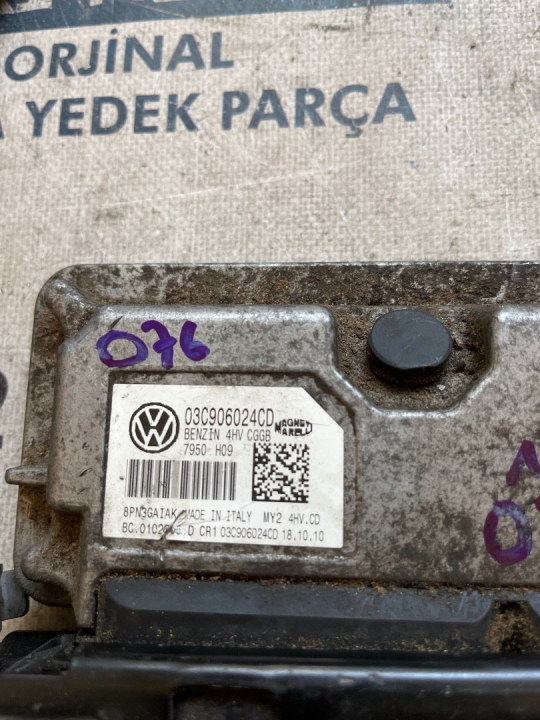 ORJİNAL
YEDEK PARÇA
076
03C906024CD
BENZIN 4HV CGGB
MAGNETI
MARELLI
7950 H09
8PN3GAIAK MADE IN ITALY MY2 4HV.CD
CR1 03C906024CD 18.10.10